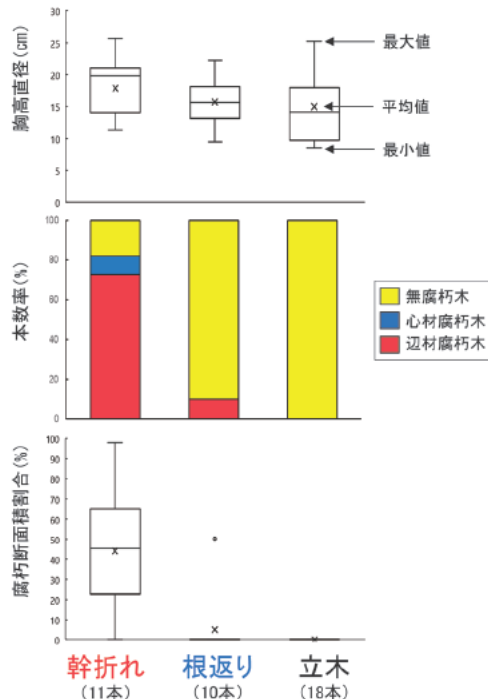 胸高直径(cm)
30
25
20
15
10
5
0
最大値
平均値
最小値
本数率(%)
100
80
60
40
20
0
無腐朽木
心材腐朽木
辺材腐朽木
腐朽断面積割合(%)
100
90
80
70
60
50
40
30
20
10
0
幹折れ 根返り 立木
(11本) (10本) (18本)